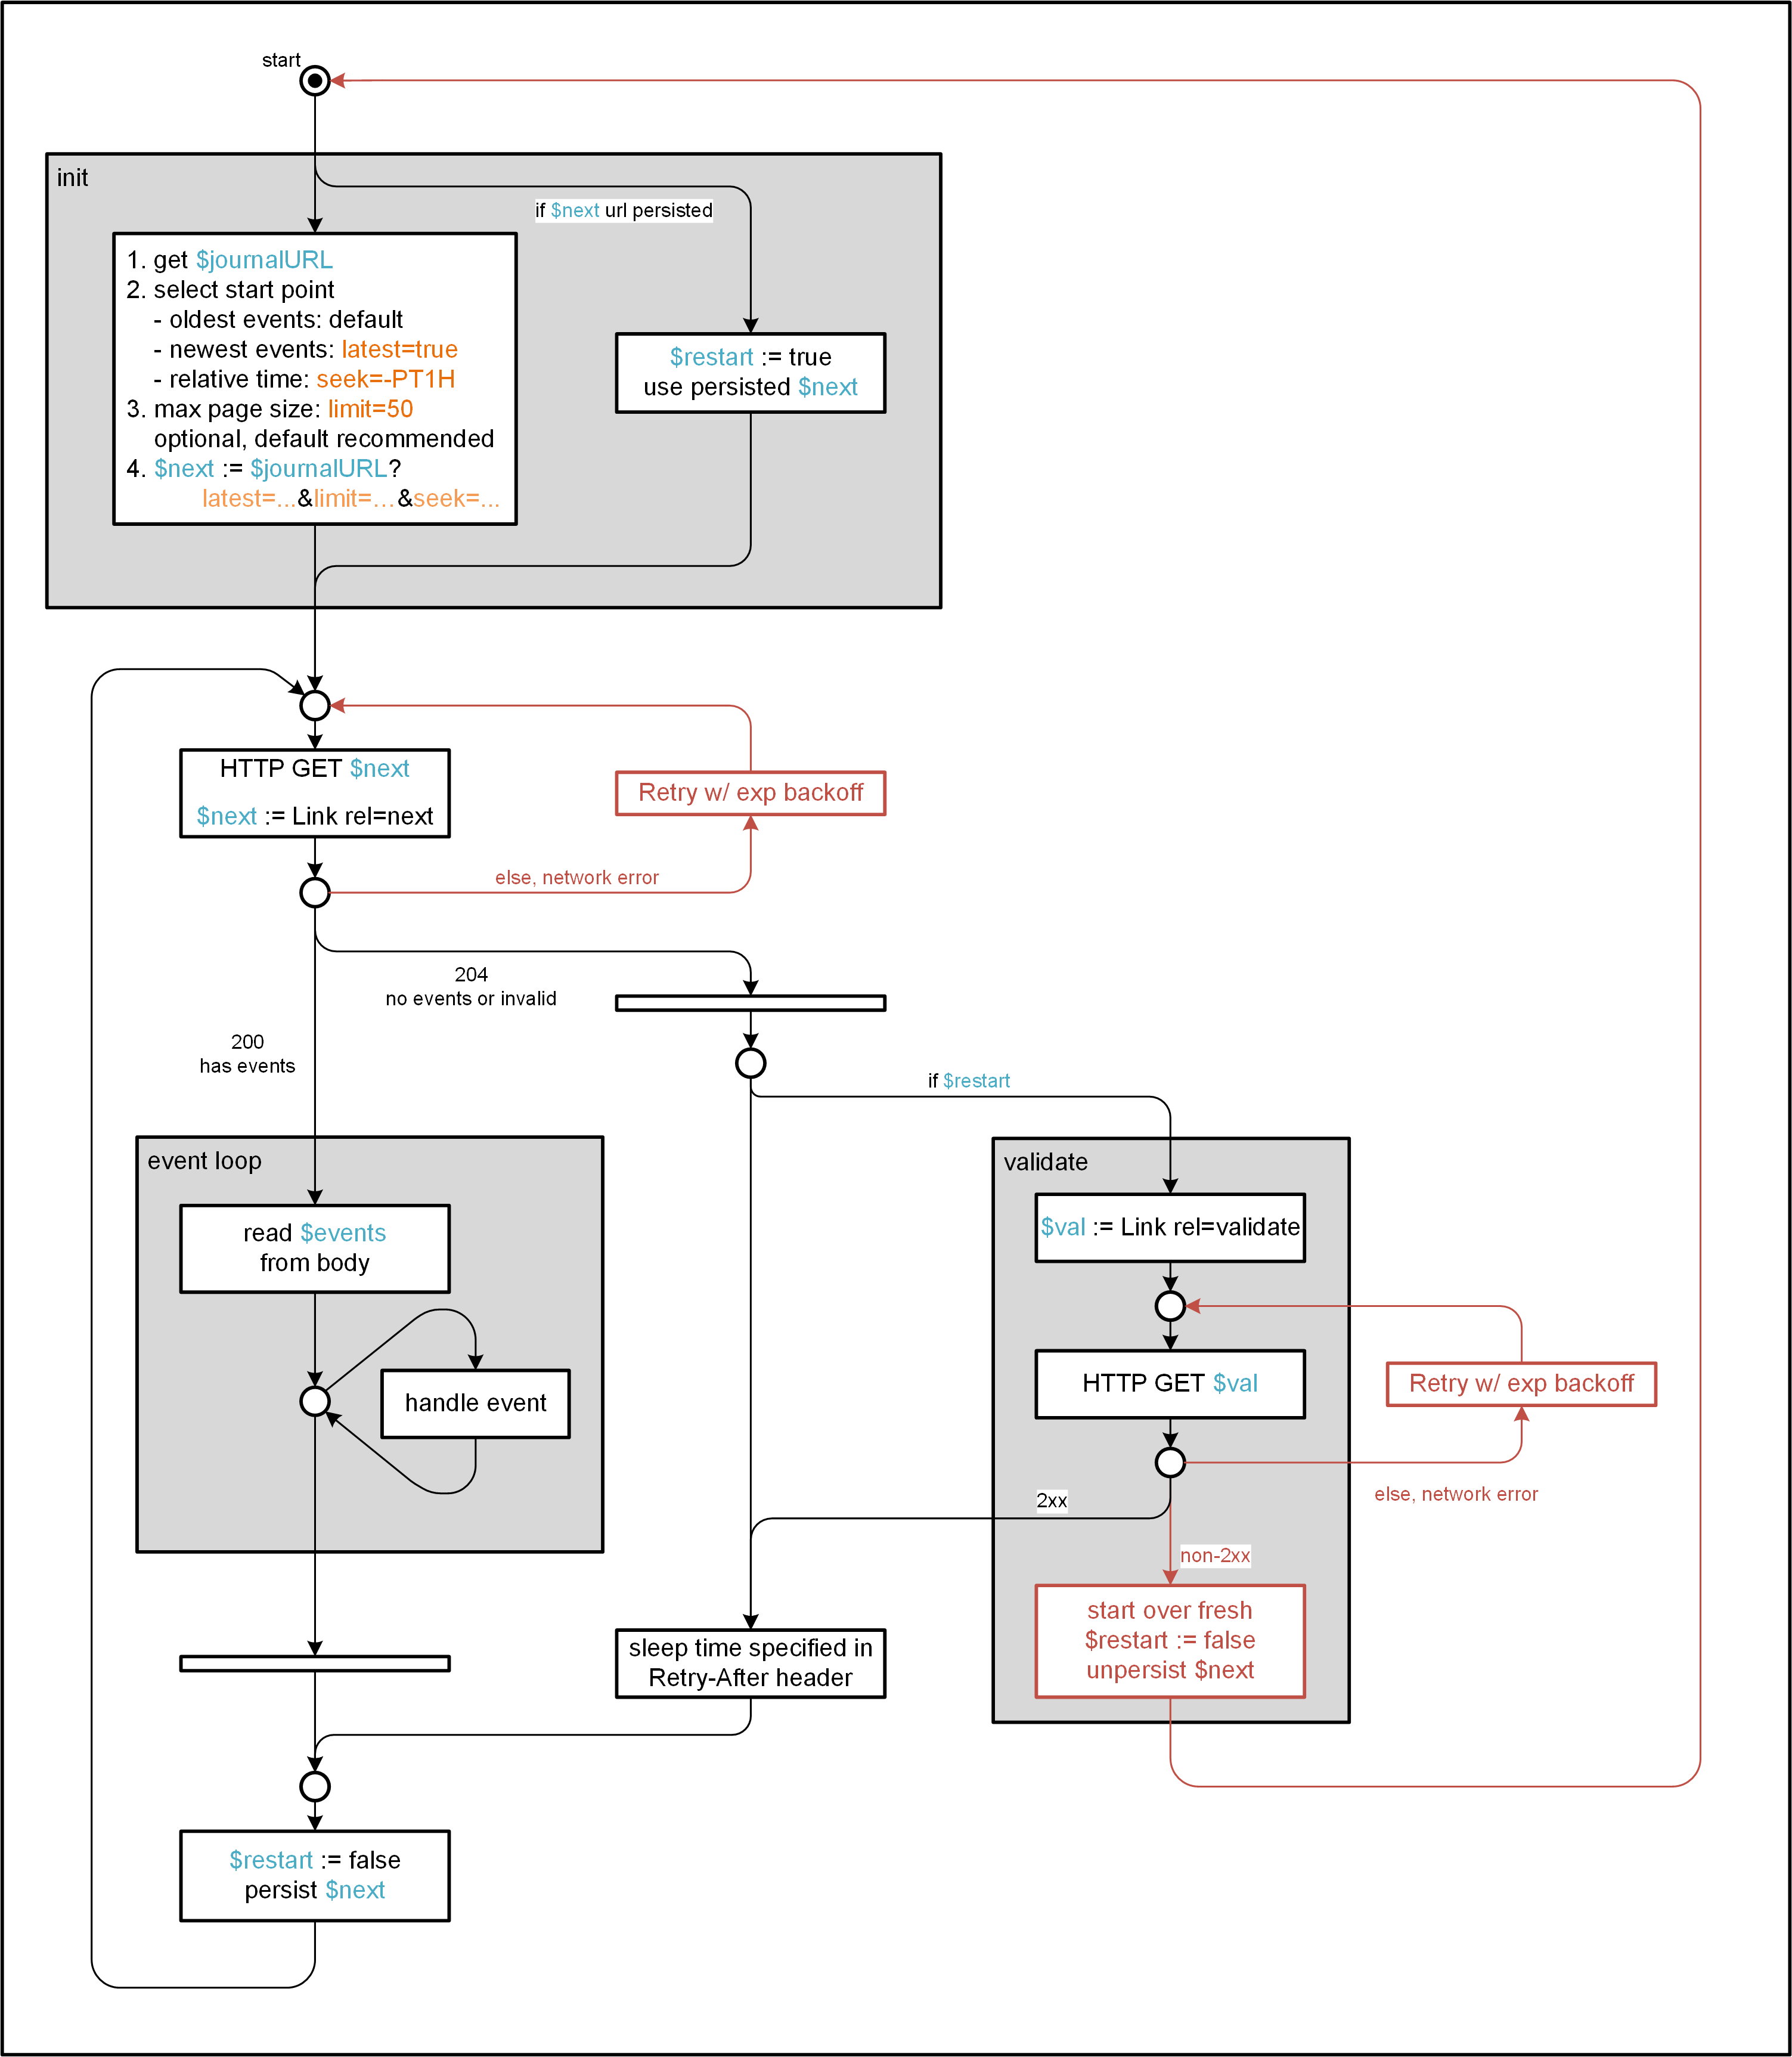 start
init
if $next url persisted
1. get $journalURL
2. select start point
- oldest events: default
- newest events: latest=true
- relative time: seek=-PT1H
3. max page size: limit=50
optional, default recommended
4. $next := $journalURL?
latest=...&limit=...&seek=...
$restart := true
use persisted $next
HTTP GET $next
$next := Link rel=next
Retry w/ exp backoff
else, network error
204
no events or invalid
200
has events
if $restart
event loop
read $events
from body
handle event
validate
$val := Link rel=validate
HTTP GET $val
Retry w/ exp backoff
else, network error
2xx
non-2xx
start over fresh
$restart := false
unpersist $next
sleep time specified in
Retry-After header
$restart := false
persist $next